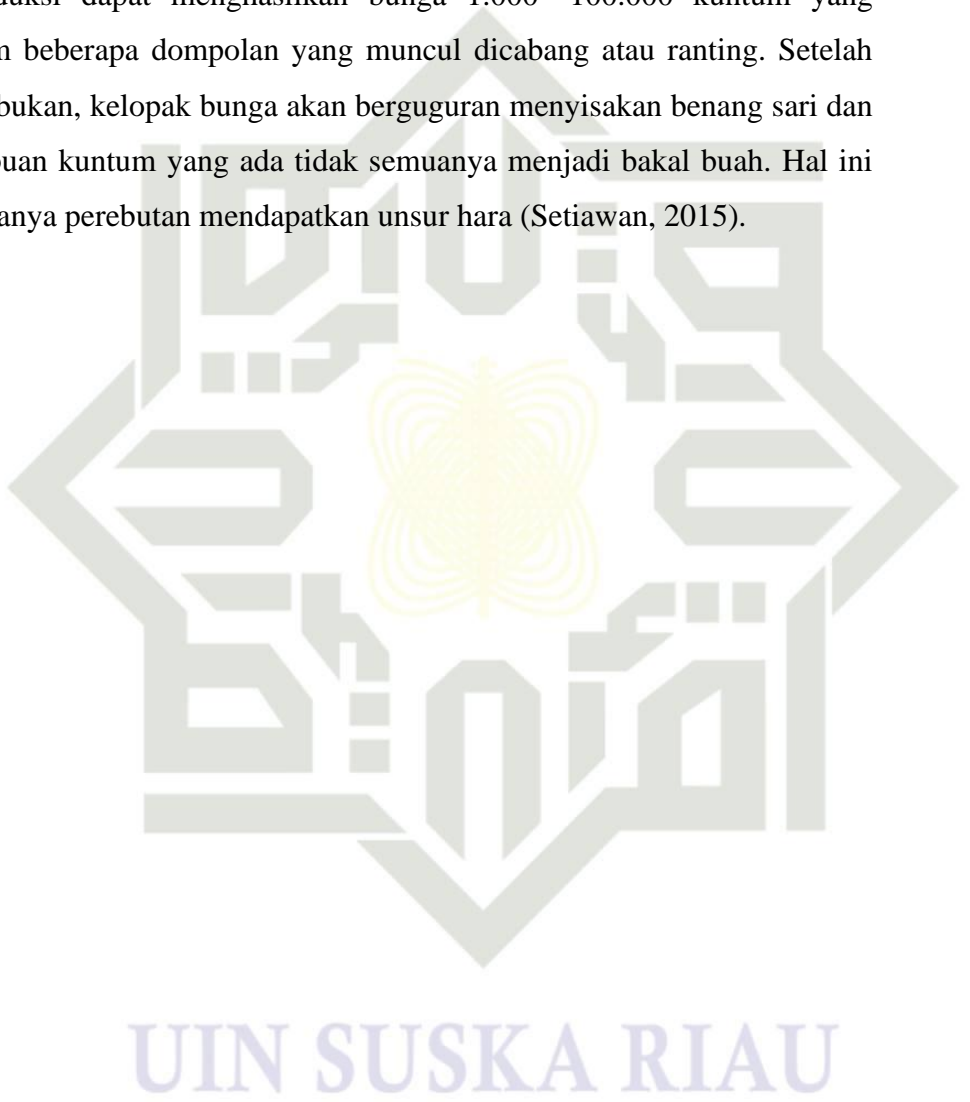 duksi dapat menghasilkan bunga 1.000 –100.000 kuntum yang
n beberapa dompolan yang muncul dicabang atau ranting. Setelah
bukan, kelopak bunga akan berguguran menyisakan benang sari dan
buan kuntum yang ada tidak semuanya menjadi bakal buah. Hal ini
anya perebutan mendapatkan unsur hara (Setiawan, 2015).
UIN SUSKA RIAU